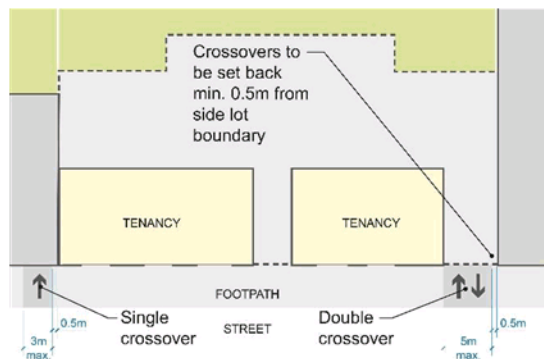 Crossovers to
be set back
min. 0.5m from
side lot
boundary
TENANCY
TENANCY
FOOTPATH
STREET
Single
crossover
Double
crossover
0.5m
3m
max.
0.5m
5m
max.